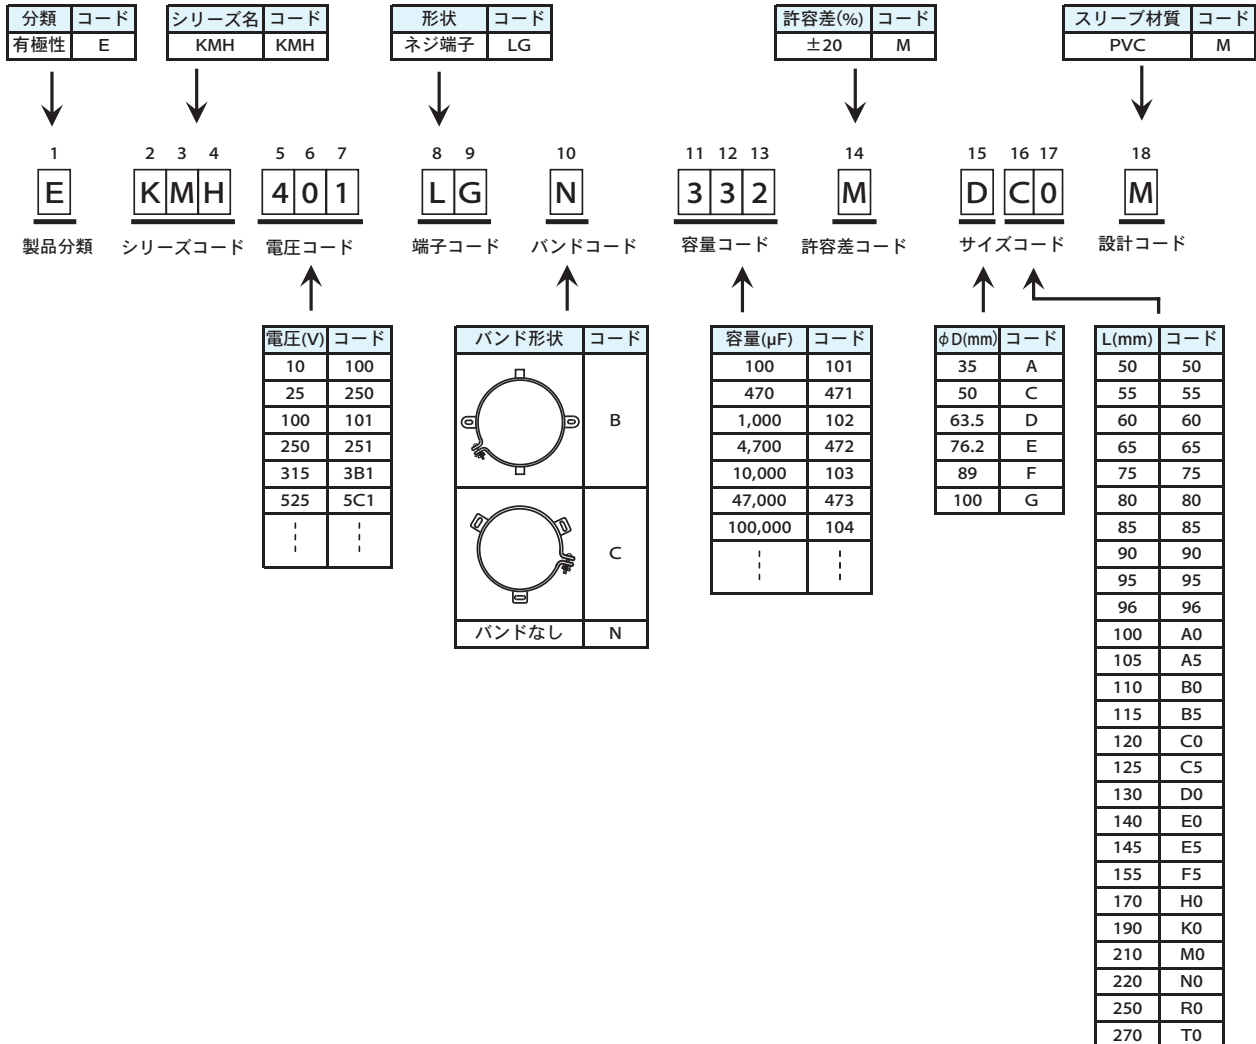 分類 コード
有極性 E
シリーズ名 コード
KMH KMH
形状 コード
ネジ端子 LG
許容差(%) コード
±20 M
スリーブ材質 コード
PVC M
1 2 3 4 5 6 7 8 9 10 11 12 13 14 15 16 17 18
E K M H 4 0 1 L G N 3 3 2 M D C 0 M
製品分類 シリーズコード 電圧コード 端子コード バンドコード 容量コード 許容差コード サイズコード 設計コード
電圧(V) コード
10 100
25 250
100 101
250 251
315 3B1
525 5C1
バンド形状 コード
B
C
バンドなし N
容量(μF) コード
100 101
470 471
1,000 102
4,700 472
10,000 103
47,000 473
100,000 104
φD(mm) コード
35 A
50 C
63.5 D
76.2 E
89 F
100 G
L(mm) コード
50 50
55 55
60 60
65 65
75 75
80 80
85 85
90 90
95 95
96 96
100 A0
105 A5
110 B0
115 B5
120 C0
125 C5
130 D0
140 E0
145 E5
155 F5
170 H0
190 K0
210 M0
220 N0
250 R0
270 T0